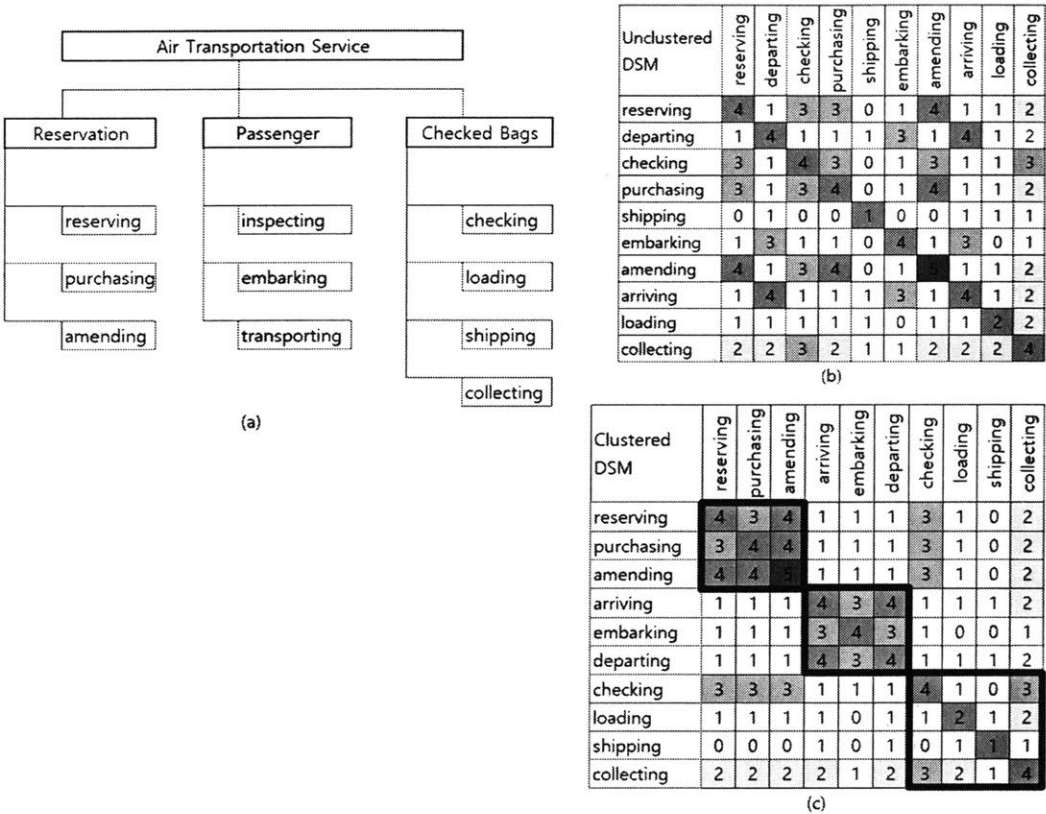 Air Transportation Service
Reservation Passenger Checked Bags
reserving inspecting checking
purchasing embarking loading
amending transporting shipping
collecting
(a)
Unclustered DSM reserving departing checking purchasing shipping embarking amending arriving loading collecting
reserving 4 1 3 3 0 1 4 1 1 2
departing 1 4 1 1 1 3 1 4 1 2
checking 3 1 4 3 0 1 3 1 1 3
purchasing 3 1 3 4 0 1 4 1 1 2
shipping 0 1 0 0 1 0 0 1 1 1
embarking 1 3 1 1 0 4 1 3 0 1
amending 4 1 3 4 0 1 5 1 1 2
arriving 1 4 1 1 1 3 1 4 1 2
loading 1 1 1 1 1 0 1 1 2 2
collecting 2 2 3 2 1 1 2 2 2 4
(b)
Clustered DSM reserving purchasing amending arriving embarking departing checking loading shipping collecting
reserving 4 3 4 1 1 1 3 1 0 2
purchasing 3 4 4 1 1 1 3 1 0 2
amending 4 4 5 1 1 1 3 1 0 2
arriving 1 1 1 4 3 4 1 1 1 2
embarking 1 1 1 3 4 3 1 0 0 1
departing 1 1 1 4 3 4 1 1 1 2
checking 3 3 3 1 1 1 4 1 0 3
loading 1 1 1 1 0 1 1 2 1 2
shipping 0 0 0 1 0 1 0 1 1 1
collecting 2 2 2 2 1 2 3 2 1 4
(c)